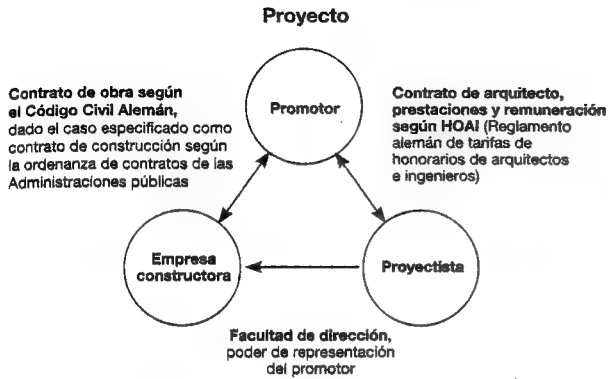 Proyecto
Contrato de obra según
el Código Civil Alemán,
dado el caso especificado como
contrato de construcción según
la ordenanza de contratos de las
Administraciones públicas
Promotor
Contrato de arquitecto,
prestaciones y remuneración
según HOAI (Reglamento
alemán de tarifas de
honorarios de arquitectos
e ingenieros)
Empresa
constructora
Proyectista
Facultad de dirección,
poder de representación
del promotor